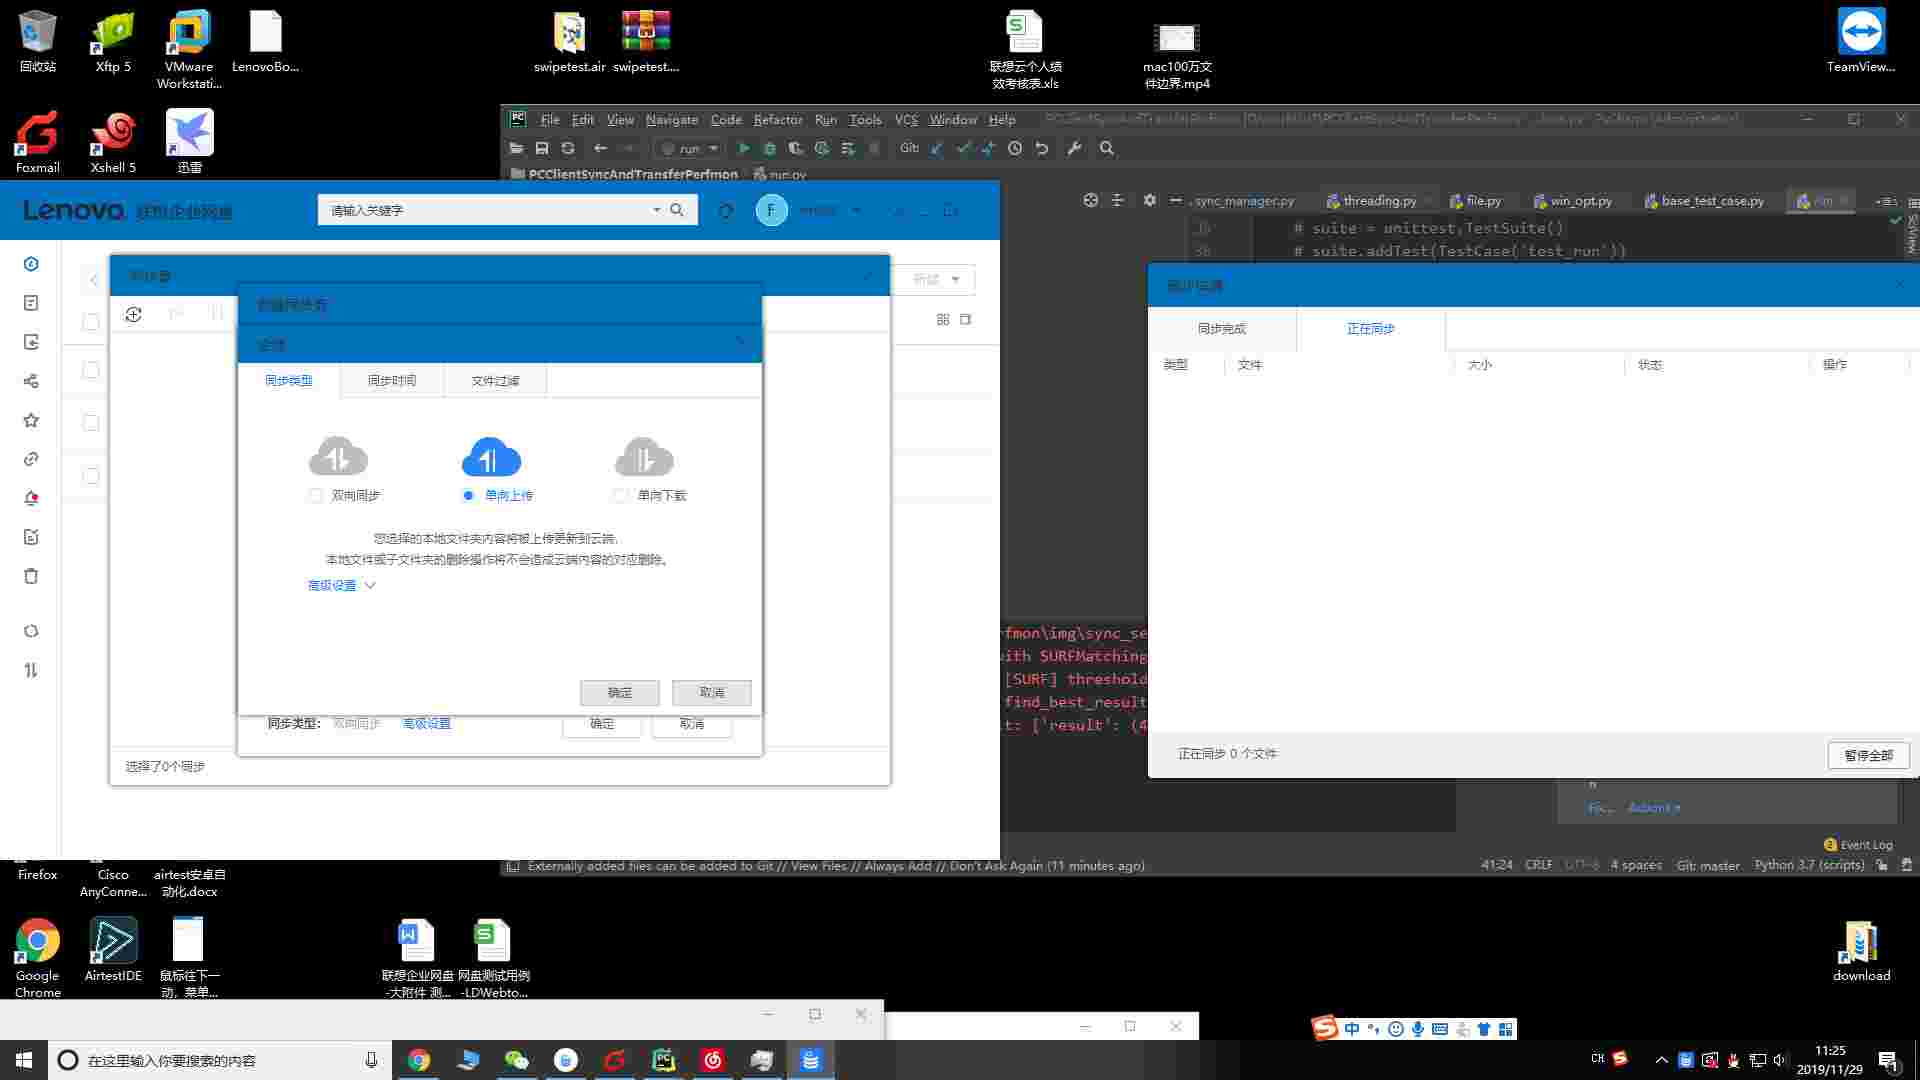 回收站
Xftp 5
VMware
Workstati...
LenovoBo...
swipetest.air
swipetest....
联想云个人绩
效考核表.xls
mac100万文
件边界.mp4
TeamView...
Foxmail
Xshell 5
迅雷
File Edit View Navigate Code Refactor Run Tools VCS Window Help
run
Git:
PCClientSyncAndTransferPerfmon
run.py
sync_manager.py
threading.py
file.py
win_opt.py
base_test_case.py
# suite = unittest.TestSuite()
36
# suite.addTest(TestCase('test_run'))
Lenovo 联想企业网盘
请输入关键字
F
新建
同步类型
同步时间
文件过滤
双向同步
单向上传
单向下载
您选择的本地文件夹内容将被上传更新到云端,
本地文件或子文件夹的删除操作将不会造成云端内容的对应删除。
高级设置
确定
取消
同步类型:
双向同步
高级设置
确定
取消
选择了0个同步
同步完成
正在同步
类型
文件
大小
状态
操作
正在同步 0 个文件
暂停全部
fmon\img\sync_se
ith SURFMatching
[SURF] threshold
find_best_result
t: ['result': (4
Event Log
Externally added files can be added to Git // View Files // Always Add // Don't Ask Again (11 minutes ago)
41:24
CRLF
UTF-8
4 spaces
Git: master
Python 3.7 (scripts)
Firefox
Cisco
AnyConne...
airtest安卓自
动化.docx
Google
Chrome
AirtestIDE
鼠标往下一
动，菜单...
联想企业网盘
-大附件 测...
网盘测试用例
-LDWebto...
download
中
在这里输入你要搜索的内容
CH
11:25
2019/11/29
1